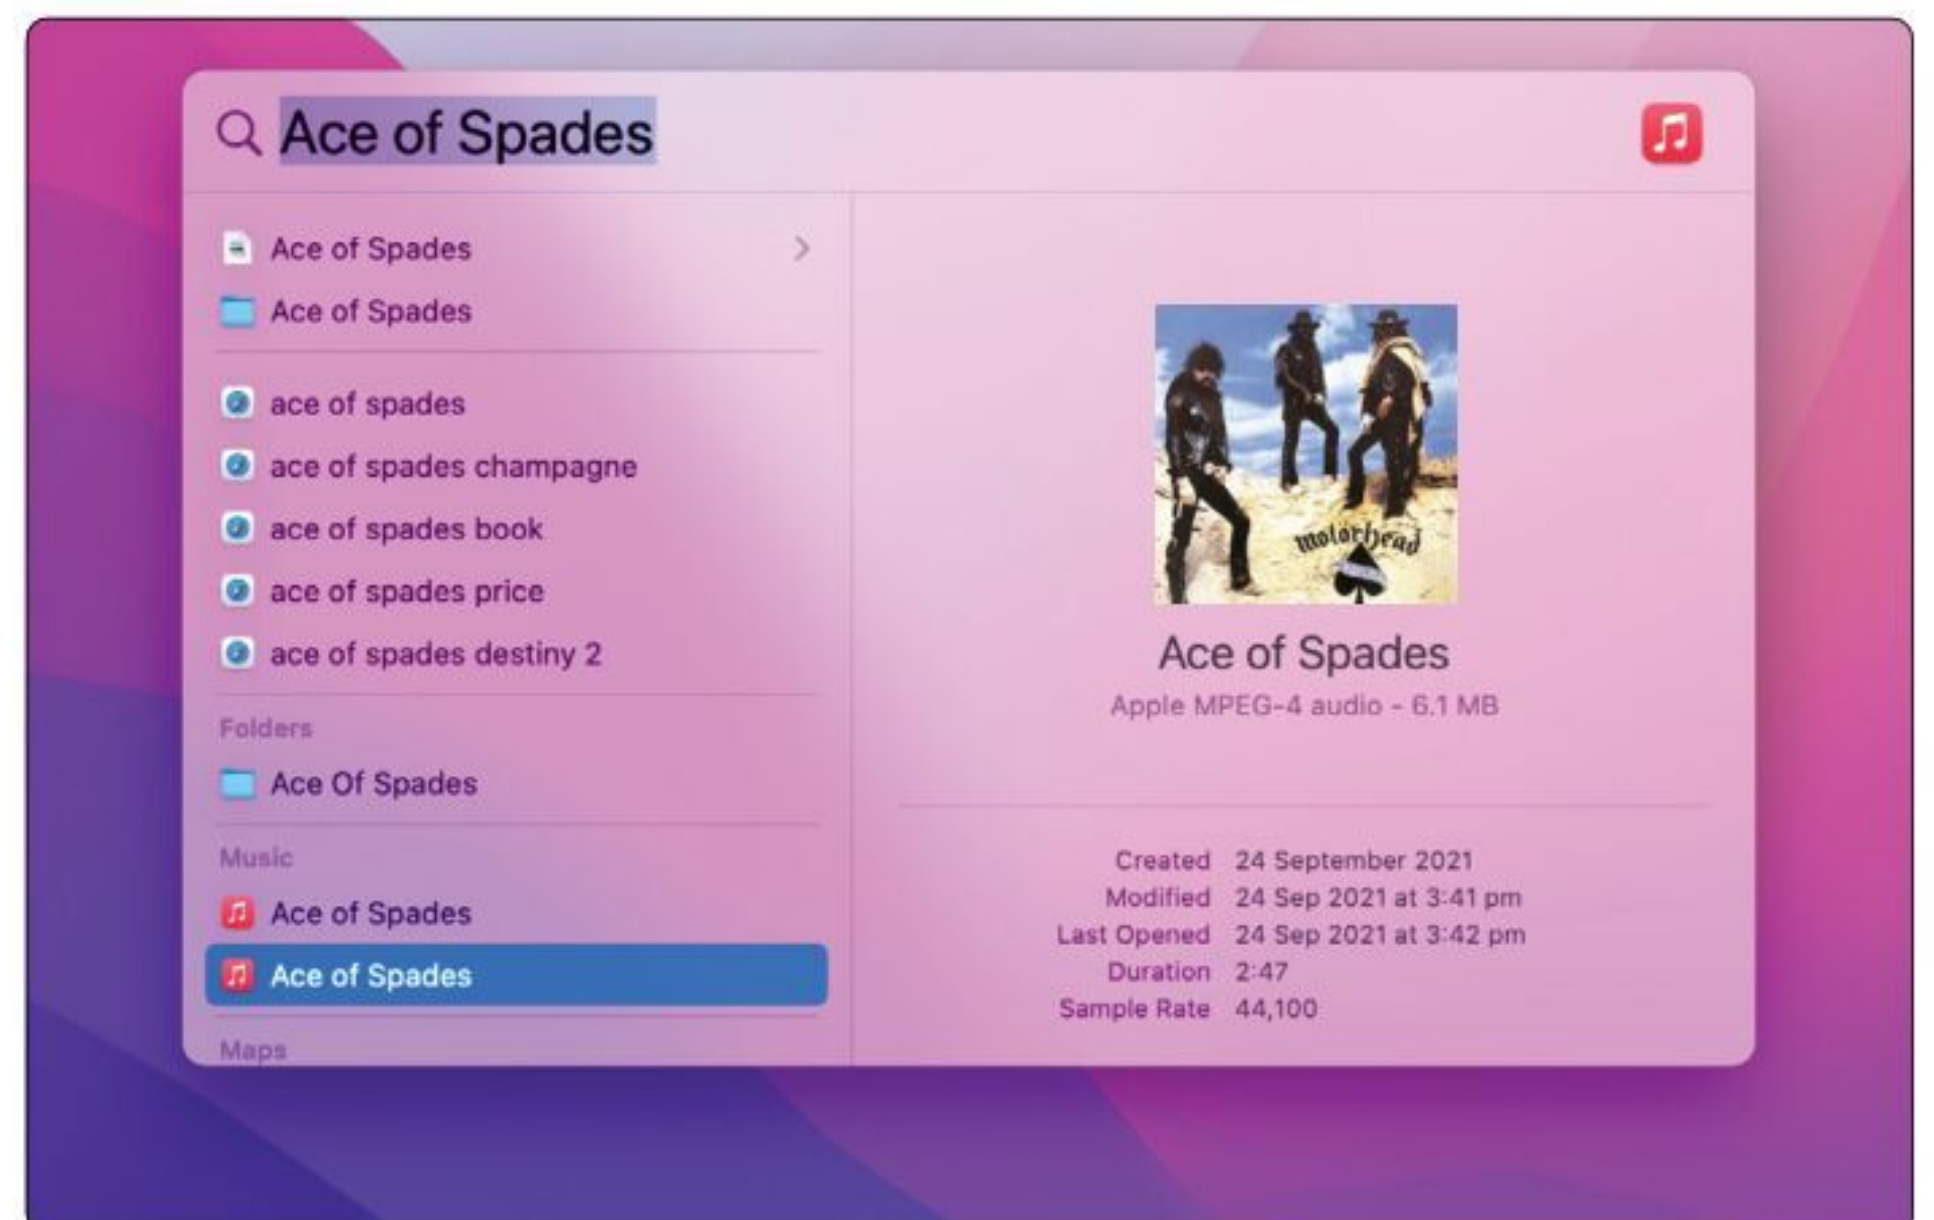 Ace of Spades
Ace of Spades
Ace of Spades
ace of spades
ace of spades champagne
ace of spades book
ace of spades price
ace of spades destiny 2
Folders
Ace Of Spades
Music
Ace of Spades
Ace of Spades
Maps
motörhead
Ace of Spades
Apple MPEG-4 audio - 6.1 MB
Created 24 September 2021
Modified 24 Sep 2021 at 3:41 pm
Last Opened 24 Sep 2021 at 3:42 pm
Duration 2:47
Sample Rate 44,100